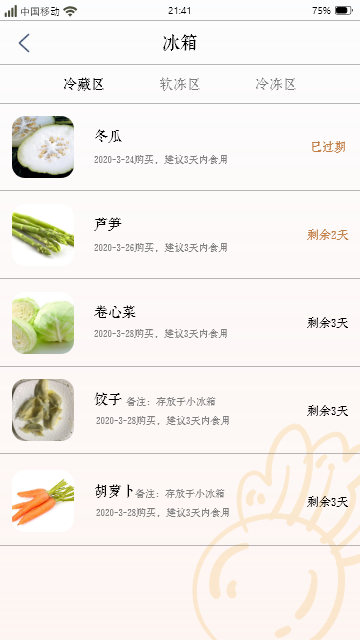 中国移动 21:41 75%
冰箱
冷藏区 软冻区 冷冻区
冬瓜
2020-3-24购买，建议3天内食用
已过期
芦笋
2020-3-26购买，建议3天内食用
剩余2天
卷心菜
2020-3-28购买，建议3天内食用
剩余3天
饺子 备注：存放于小冰箱
2020-3-28购买，建议3天内食用
剩余3天
胡萝卜备注：存放于小冰箱
2020-3-28购买，建议3天内食用
剩余3天